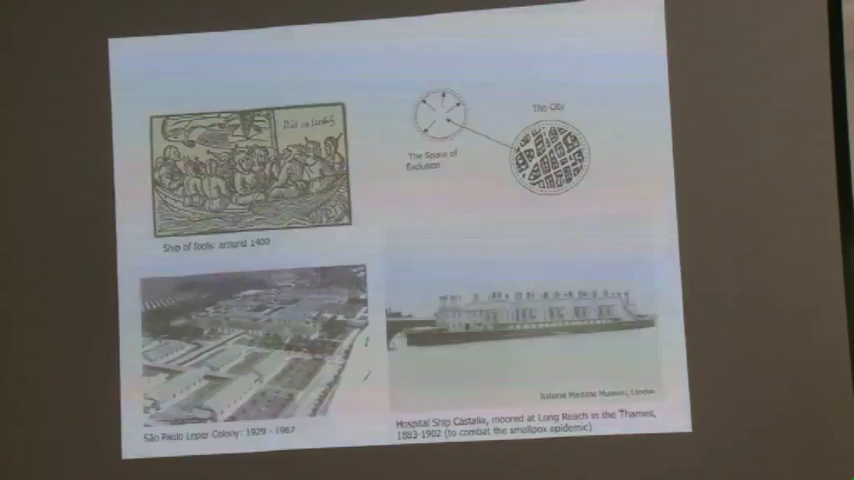 The City
The Space of
Exclusion
Ship of fools: around 1400
National Maritime Museum, London
São Paulo Leper Colony: 1929 - 1967
Hospital Ship Castalia, moored at Long Reach in the Thames,
1883-1902 (to combat the smallpox epidemic)